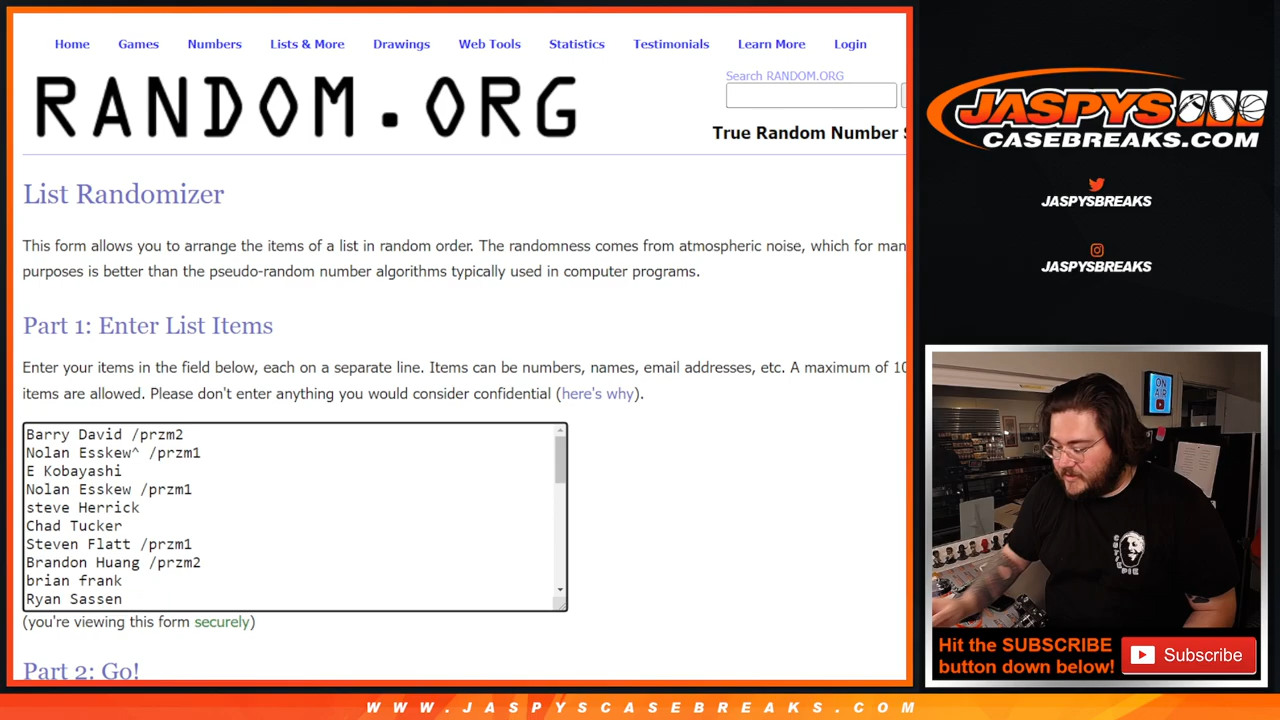 Home Games Numbers Lists & More Drawings Web Tools Statistics Testimonials Learn More Login
RANDOM.ORG
Search RANDOM.ORG
True Random Number S
List Randomizer
This form allows you to arrange the items of a list in random order. The randomness comes from atmospheric noise, which for man
purposes is better than the pseudo-random number algorithms typically used in computer programs.
Part 1: Enter List Items
Enter your items in the field below, each on a separate line. Items can be numbers, names, email addresses, etc. A maximum of 10
items are allowed. Please don't enter anything you would consider confidential (here's why).
Barry David /przm2
Nolan Esskew^ /przm1
E Kobayashi
Nolan Esskew /przm1
steve Herrick
Chad Tucker
Steven Flatt /przm1
Brandon Huang /przm2
brian frank
Ryan Sassen
(you're viewing this form securely)
Part 2: Go!
JASPYS
CASEBREAKS.COM
JASPYSBREAKS
JASPYSBREAKS
ON
AIR
CUTIE
PIE
Hit the SUBSCRIBE
button down below!
Subscribe
WWW.JASPYSCASEBREAKS.COM